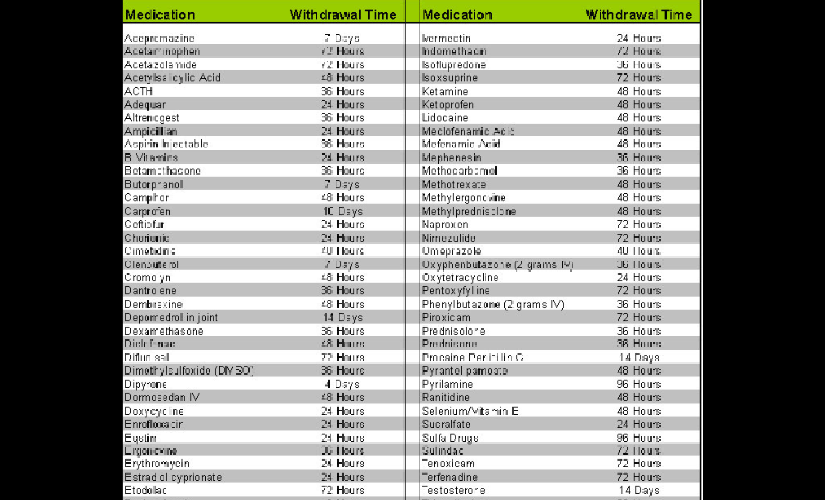 Medication Withdrawal Time Medication Withdrawal Time
Acepromazine 7 Days Ivermectin 24 Hours
Acetaminophen 72 Hours Indomethacin 72 Hours
Acetazolamide 72 Hours Isoflupredone 36 Hours
Acetylsalicylic Acid 48 Hours Isoxsuprine 72 Hours
ACTH 36 Hours Ketamine 48 Hours
Adequan 24 Hours Ketoprofen 48 Hours
Altrenogest 36 Hours Lidocaine 48 Hours
Ampicillian 24 Hours Meclofenamic Acid 48 Hours
Aspirin Injectable 36 Hours Mefenamic Acid 48 Hours
B Vitamins 24 Hours Mephenesin 36 Hours
Betamethasone 36 Hours Methocarbomol 36 Hours
Butorphanol 7 Days Methotrexate 48 Hours
Camphor 48 Hours Methylergonovine 48 Hours
Carprofen 10 Days Methylprednisolone 48 Hours
Ceftiofur 24 Hours Naproxen 72 Hours
Chorionic 24 Hours Nimezulide 72 Hours
Cimetidine Hours Omeprazole Hours
Clenbuterol 7 Days Oxyphenbutazone (2 grams IV) 36 Hours
Cromolyn 48 Hours Oxytetracycline 24 Hours
Dantrolene 36 Hours Pentoxyfylline 72 Hours
Dembrexine 48 Hours Phenylbutazone (2 grams IV) 36 Hours
Depomedrol in joint 14 Days Piroxicam 72 Hours
Dexamethasone 36 Hours Prednisolone 36 Hours
Diclofenac 48 Hours Prednisone 36 Hours
Diflunisal 72 Hours Procaine Penicillin G 14 Days
Dimethylsulfoxide (DMSO) 36 Hours Pyrantel pamoate 48 Hours
Dipyrone 4 Days Pyrilamine 96 Hours
Dormosedan IV 48 Hours Ranitidine 48 Hours
Doxycycline 24 Hours Selenium/Vitamin E 48 Hours
Enrofloxacin 24 Hours Sucralfate 24 Hours
Equine 24 Hours Sulfa Drugs 96 Hours
Ergonovine 36 Hours Sulindac 72 Hours
Erythromycin 24 Hours Tenoxicam 72 Hours
Estradiol cyprionate 24 Hours Terfenadine 72 Hours
Etodolac 72 Hours Testosterone 14 Days